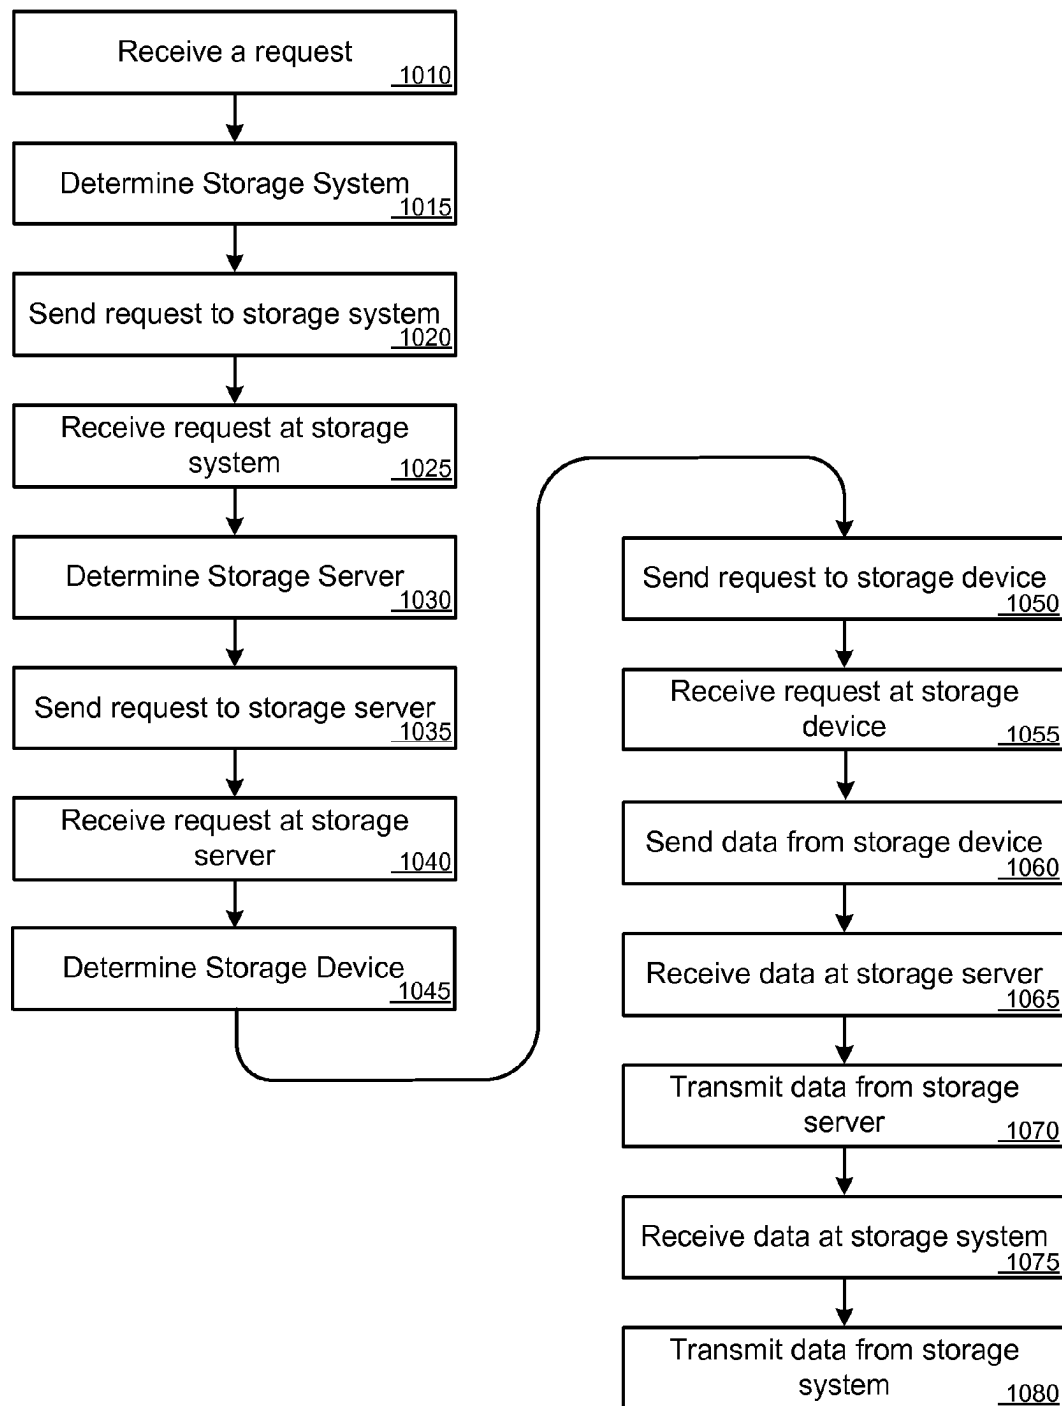 Receive a request
1010
Determine Storage System
1015
Send request to storage system
1020
Receive request at storage
system
1025
Determine Storage Server
1030
Send request to storage server
1035
Receive request at storage
server
1040
Determine Storage Device
1045
Send request to storage device
1050
Receive request at storage
device
1055
Send data from storage device
1060
Receive data at storage server
1065
Transmit data from storage
server
1070
Receive data at storage system
1075
Transmit data from storage
system
1080